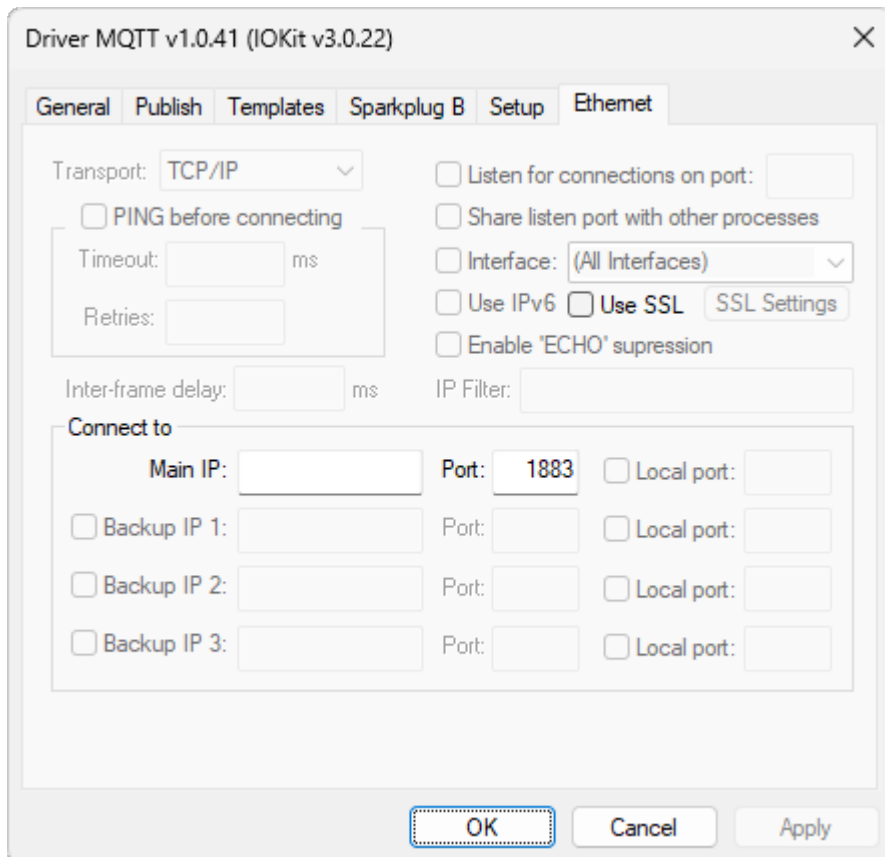 Driver MQTT v1.0.41 (IOKit v3.0.22)
General Publish Templates Sparkplug B Setup Ethernet
Transport: TCP/IP
PING before connecting
Timeout: ms
Retries:
Inter-frame delay: ms
Listen for connections on port:
Share listen port with other processes
Interface: (All Interfaces)
Use IPv6 Use SSL SSL Settings
Enable "ECHO" supression
IP Filter:
Connect to
Main IP: Port: 1883 Local port:
Backup IP 1: Port: Local port:
Backup IP 2: Port: Local port:
Backup IP 3: Port: Local port:
OK Cancel Apply